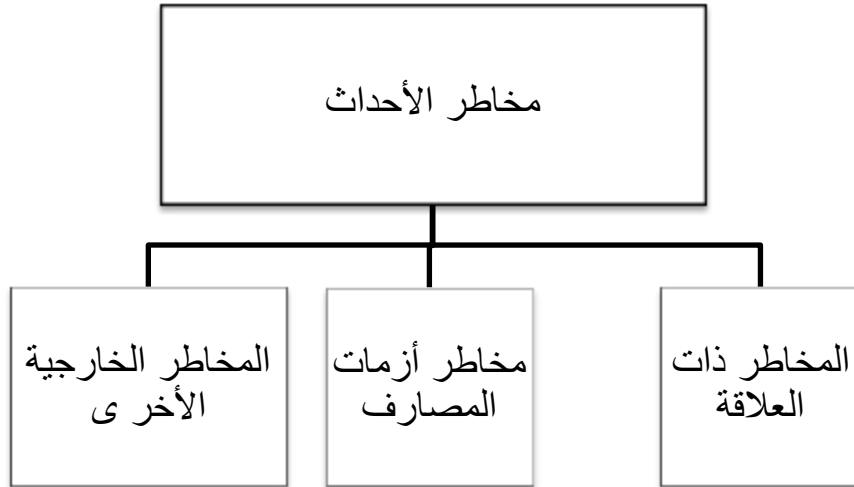 مخاطر الأحداث
المخاطر ذات
العلاقة
مخاطر أزمات
المصارف
المخاطر الخارجية
الأخر ى